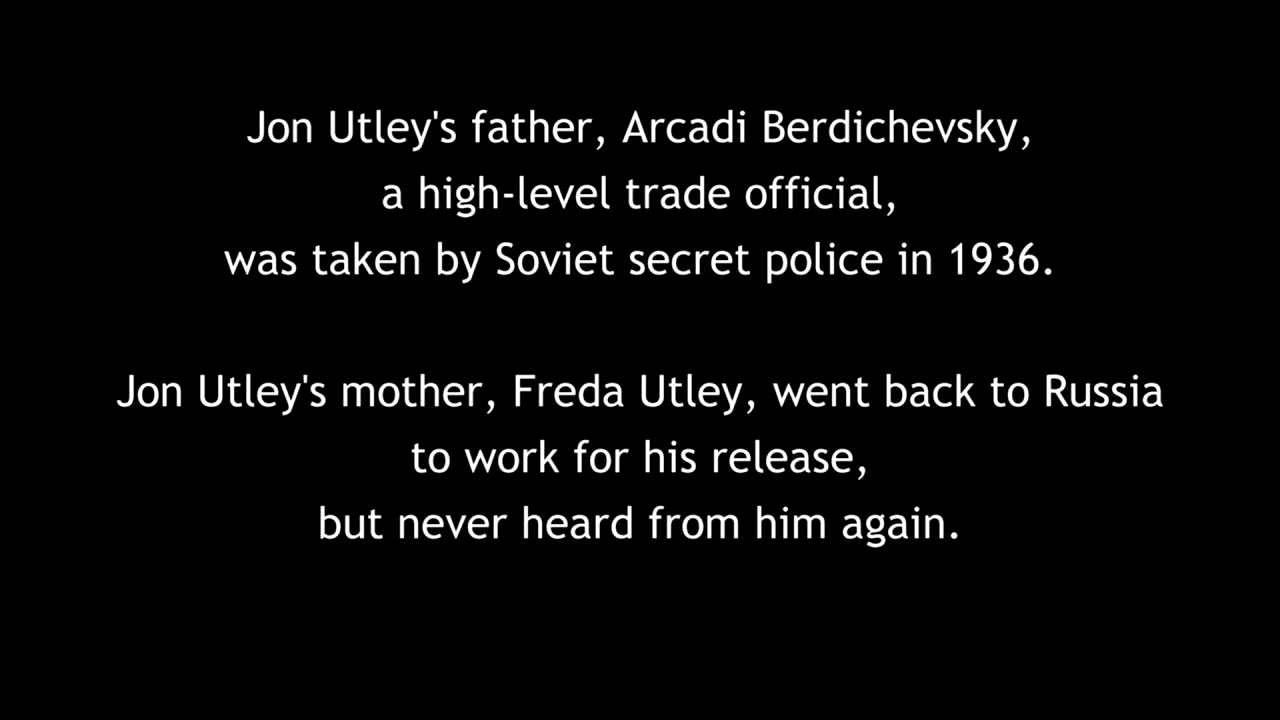 Jon Utley's father, Arcadi Berdichevsky,
a high-level trade official,
was taken by Soviet secret police in 1936.
Jon Utley's mother, Freda Utley, went back to Russia
to work for his release,
but never heard from him again.